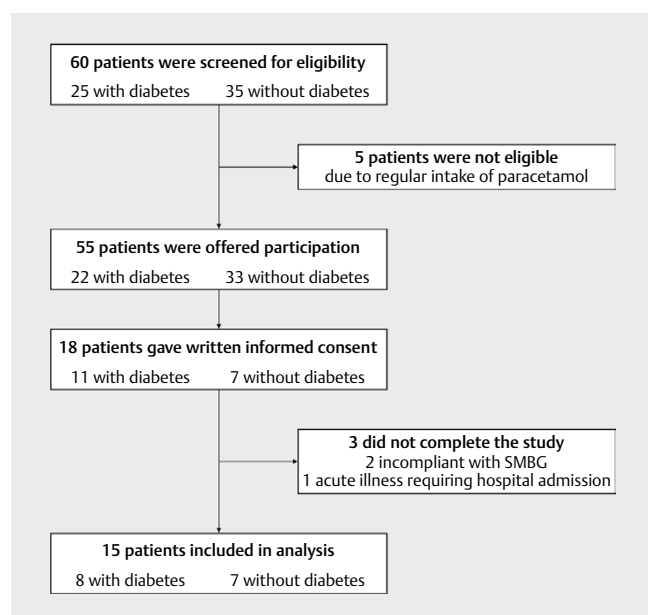 60 patients were screened for eligibility
25 with diabetes 35 without diabetes
5 patients were not eligible
due to regular intake of paracetamol
55 patients were offered participation
22 with diabetes 33 without diabetes
18 patients gave written informed consent
11 with diabetes 7 without diabetes
3 did not complete the study
2 incompliant with SMBG
1 acute illness requiring hospital admission
15 patients included in analysis
8 with diabetes 7 without diabetes